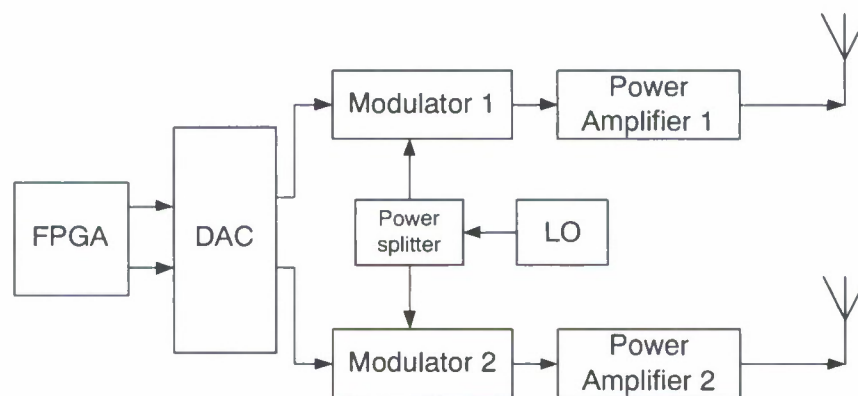 Modulator 1
Power
Amplifier 1
FPGA
DAC
Power
splitter
LO
Modulator 2
Power
Amplifier 2